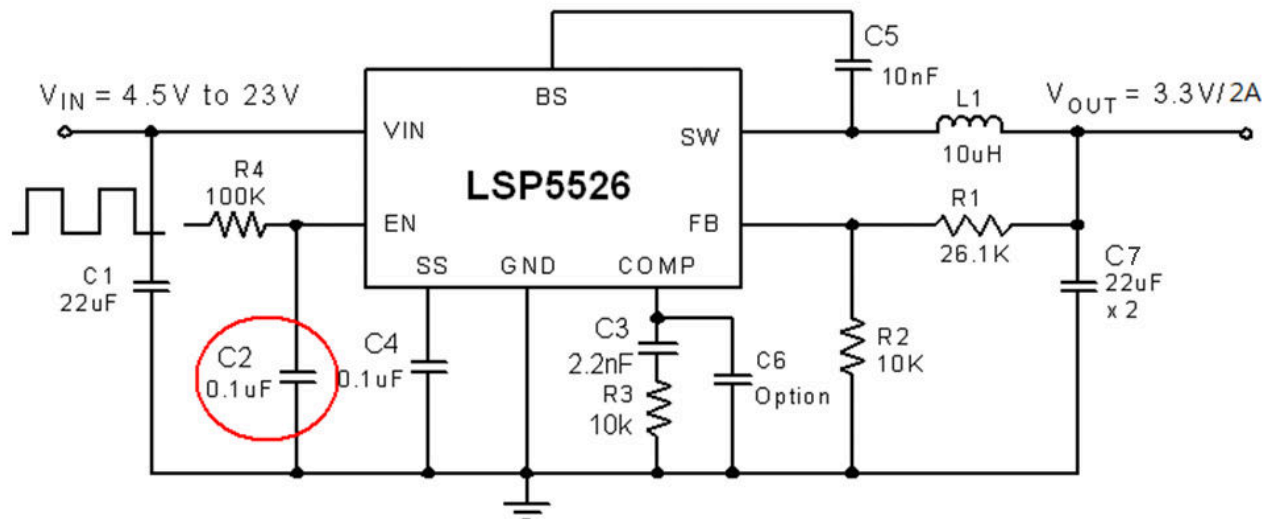 C5
10nF
BS
V_IN = 4.5V to 23V
L1
V_OUT = 3.3V/2A
VIN
SW
10uH
R4
100K
LSP5526
R1
EN
FB
26.1K
SS
GND
COMP
C1
22uF
C7
22uF
x 2
C2
0.1uF
C4
0.1uF
C3
2.2nF
R3
10k
C6
Option
R2
10K